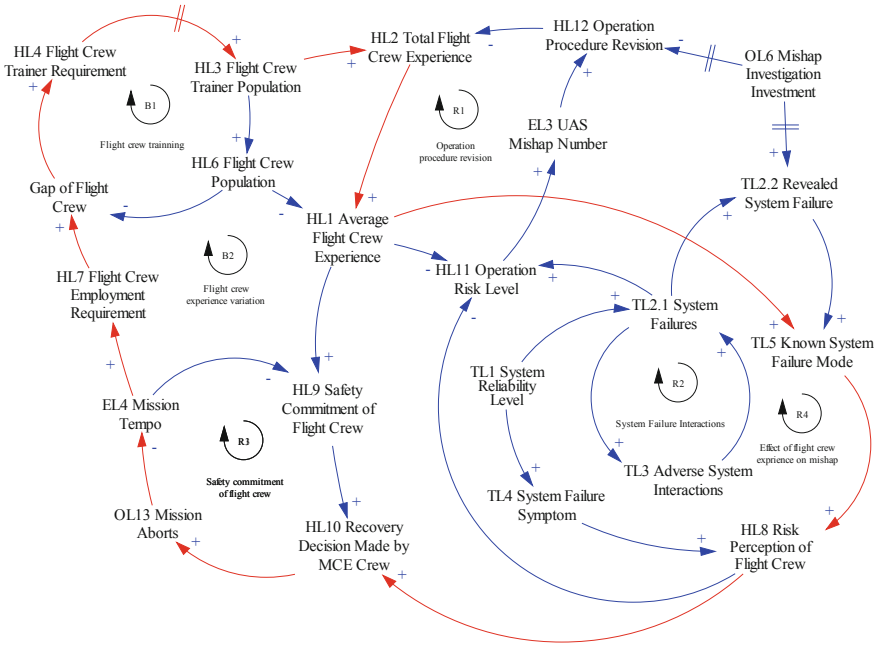 HL4 Flight Crew
Trainer Requirement
+
HL3 Flight Crew
Trainer Population
+
HL2 Total Flight
Crew Experience
-
HL12 Operation
Procedure Revision
-
OL6 Mishap
Investigation
Investment
+
B1
Flight crew trainning
+
R1
Operation
procedure revision
+
EL3 UAS
Mishap Number
+
+
HL6 Flight Crew
Population
+
TL2.2 Revealed
System Failure
+
Gap of Flight
Crew
-
+
-
+
HL1 Average
Flight Crew
Experience
B2
Flight crew
experience variation
-
HL11 Operation
Risk Level
+
-
HL7 Flight Crew
Employment
Requirement
+
TL2.1 System
Failures
+
+
+
TL5 Known System
Failure Mode
+
TL1 System
Reliability
Level
R2
System Failure Interactions
+
R4
Effect of flight crew
exprience on mishap
EL4 Mission
Tempo
-
+
-
HL9 Safety
Commitment of
Flight Crew
R3
Safety commitment
of flight crew
+
TL3 Adverse System
Interactions
+
TL4 System Failure
Symptom
+
OL13 Mission
Aborts
+
HL10 Recovery
Decision Made by
MCE Crew
+
+
HL8 Risk
Perception of
Flight Crew
+